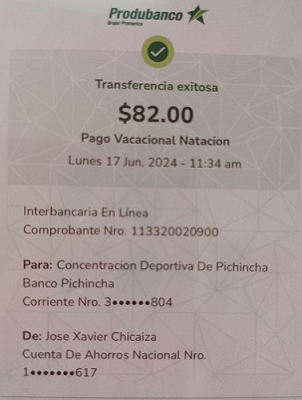 Produbanco
Grupo Promerica
Transferencia exitosa
$82.00
Pago Vacacional Natacion
Lunes 17 Jun. 2024 - 11:34 am
Interbancaria En Línea
Comprobante Nro. 113320020900
Para: Concentracion Deportiva De Pichincha
Banco Pichincha
Corriente Nro. 3••••••804
De: Jose Xavier Chicaiza
Cuenta De Ahorros Nacional Nro.
1•••••••617